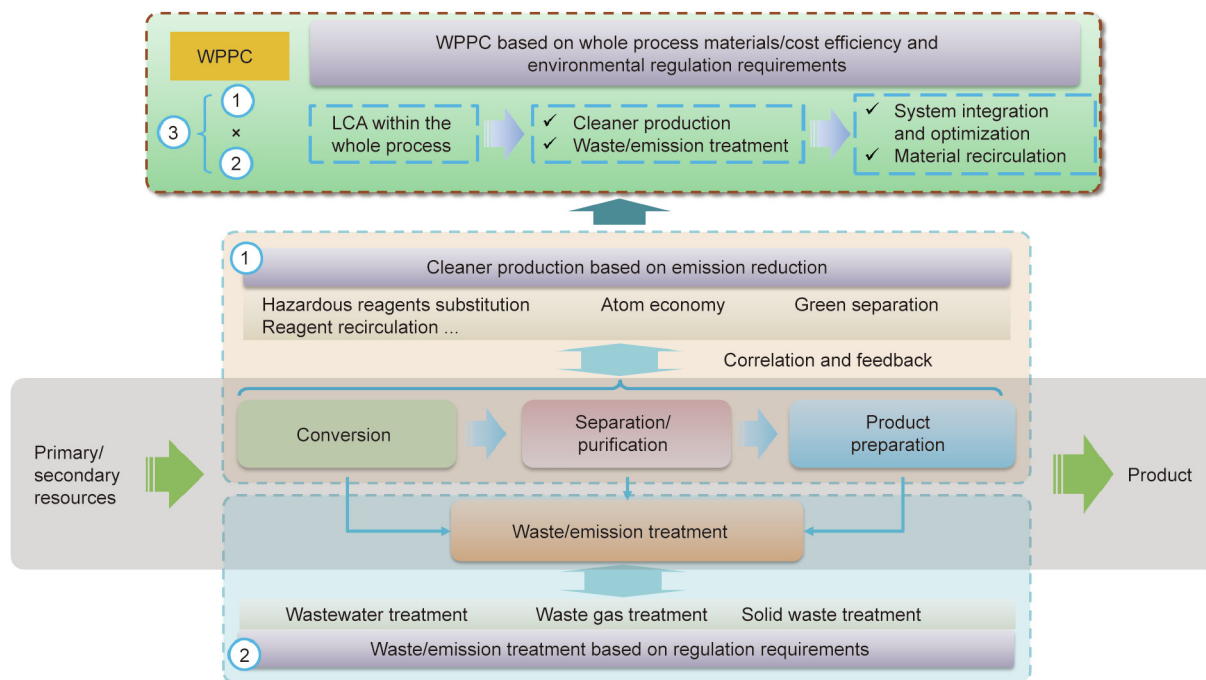 WPPC
WPPC based on whole process materials/cost efficiency and
environmental regulation requirements
3
1
×
2
LCA within the
whole process
✓ Cleaner production
✓ Waste/emission treatment
✓ System integration
and optimization
✓ Material recirculation
1
Cleaner production based on emission reduction
Hazardous reagents substitution
Atom economy
Green separation
Reagent recirculation ...
Correlation and feedback
Primary/
secondary
resources
Conversion
Separation/
purification
Product
preparation
Product
Waste/emission treatment
Wastewater treatment
Waste gas treatment
Solid waste treatment
2
Waste/emission treatment based on regulation requirements